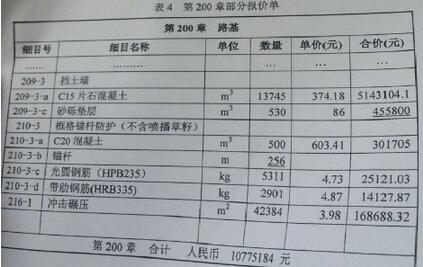 表4 第200章部分报价单
第200章 路基
细目号 细目名称 单位 数量 单价(元) 合价(元)
…… …… …… ……
209-3 挡土墙
209-3-a C15片石混凝土 m³ 13745 374.18 5143104.1
209-3-c 砂砾垫层 m³ 530 86 455800
210-3 框格锚杆防护（不含喷播草籽）
210-3-a C20混凝土 m³ 500 603.41 301705
210-3-b 锚杆 m 256
210-3-c 光圆钢筋（HPB235) kg 5311 4.73 25121.03
210-3-d 带肋钢筋(HRB335) kg 2901 4.87 14127.87
216-1 冲击碾压 m² 42384 3.98 168688.32
第200章 合计 人民币 10775184 元